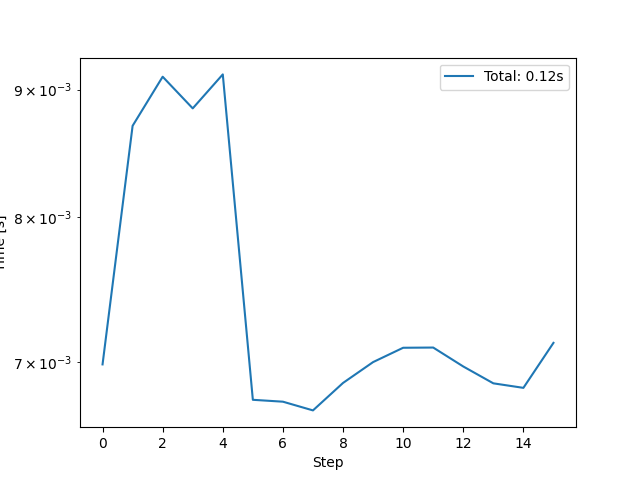 Total: 0.12s
9 × 10⁻³
8 × 10⁻³
7 × 10⁻³
Time [s]
0 2 4 6 8 10 12 14
Step